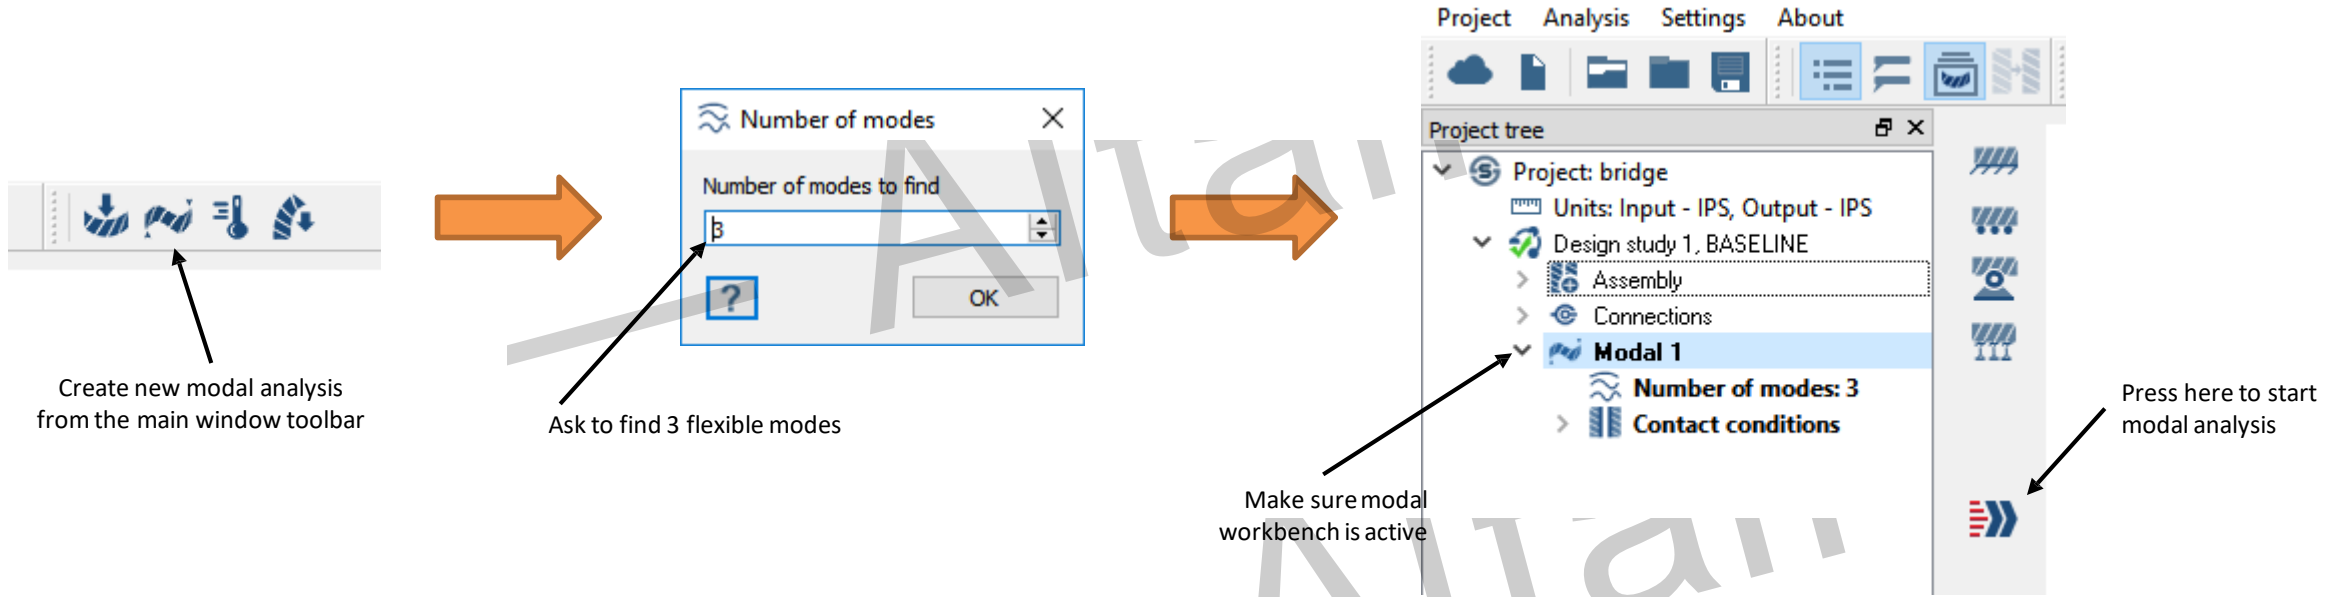 Create new modal analysis
from the main window toolbar
Number of modes
Number of modes to find
3
?
OK
Ask to find 3 flexible modes
Project Analysis Settings About
Project tree
Project: bridge
Units: Input - IPS, Output - IPS
Design study 1, BASELINE
Assembly
Connections
Modal 1
Number of modes: 3
Contact conditions
Make sure modal
workbench is active
Press here to start
modal analysis